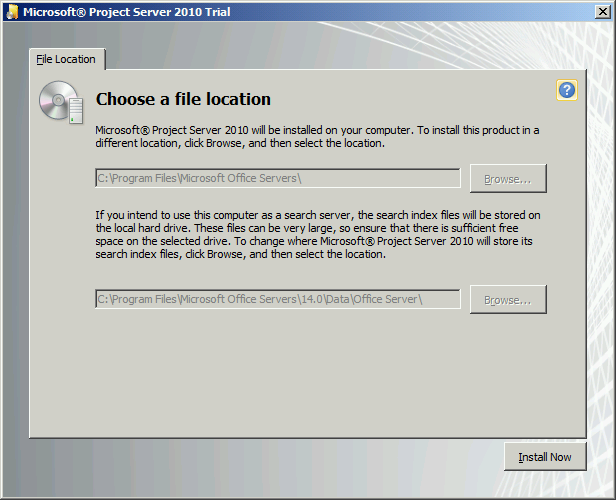 Microsoft® Project Server 2010 Trial
File Location
Choose a file location
Microsoft® Project Server 2010 will be installed on your computer. To install this product in a
different location, click Browse, and then select the location.
C:\Program Files\Microsoft Office Servers\
Browse...
If you intend to use this computer as a search server, the search index files will be stored on
the local hard drive. These files can be very large, so ensure that there is sufficient free
space on the selected drive. To change where Microsoft® Project Server 2010 will store its
search index files, click Browse, and then select the location.
C:\Program Files\Microsoft Office Servers\14.0\Data\Office Server\
Browse...
Install Now